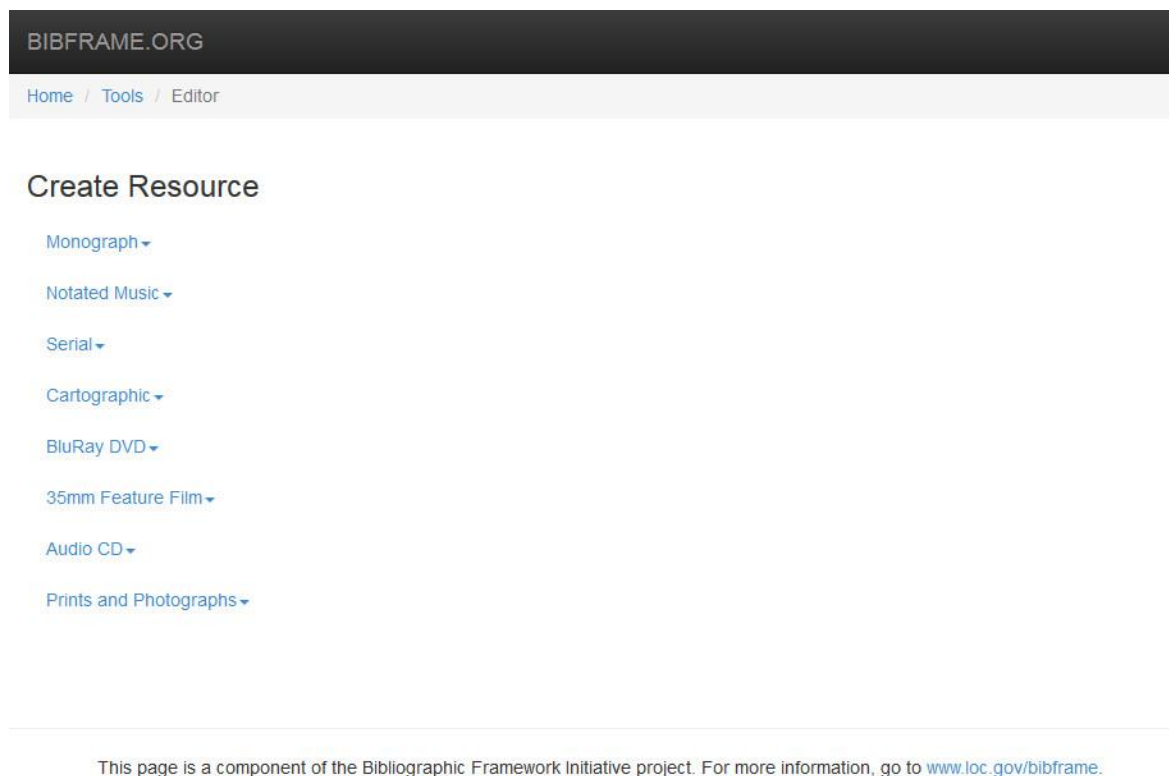 BIBFRAME.ORG
Home / Tools / Editor
Create Resource
Monograph
Notated Music
Serial
Cartographic
BluRay DVD
35mm Feature Film
Audio CD
Prints and Photographs
This page is a component of the Bibliographic Framework Initiative project. For more information, go to www.loc.gov/bibframe.